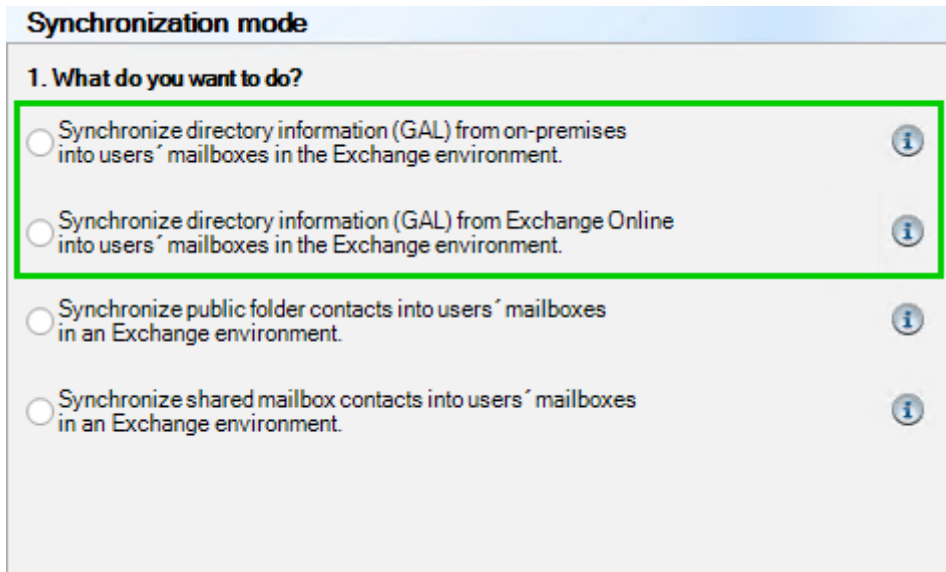 Synchronization mode
1. What do you want to do?
Synchronize directory information (GAL) from on-premises
into users´ mailboxes in the Exchange environment.
Synchronize directory information (GAL) from Exchange Online
into users´ mailboxes in the Exchange environment.
Synchronize public folder contacts into users´ mailboxes
in an Exchange environment.
Synchronize shared mailbox contacts into users´ mailboxes
in an Exchange environment.